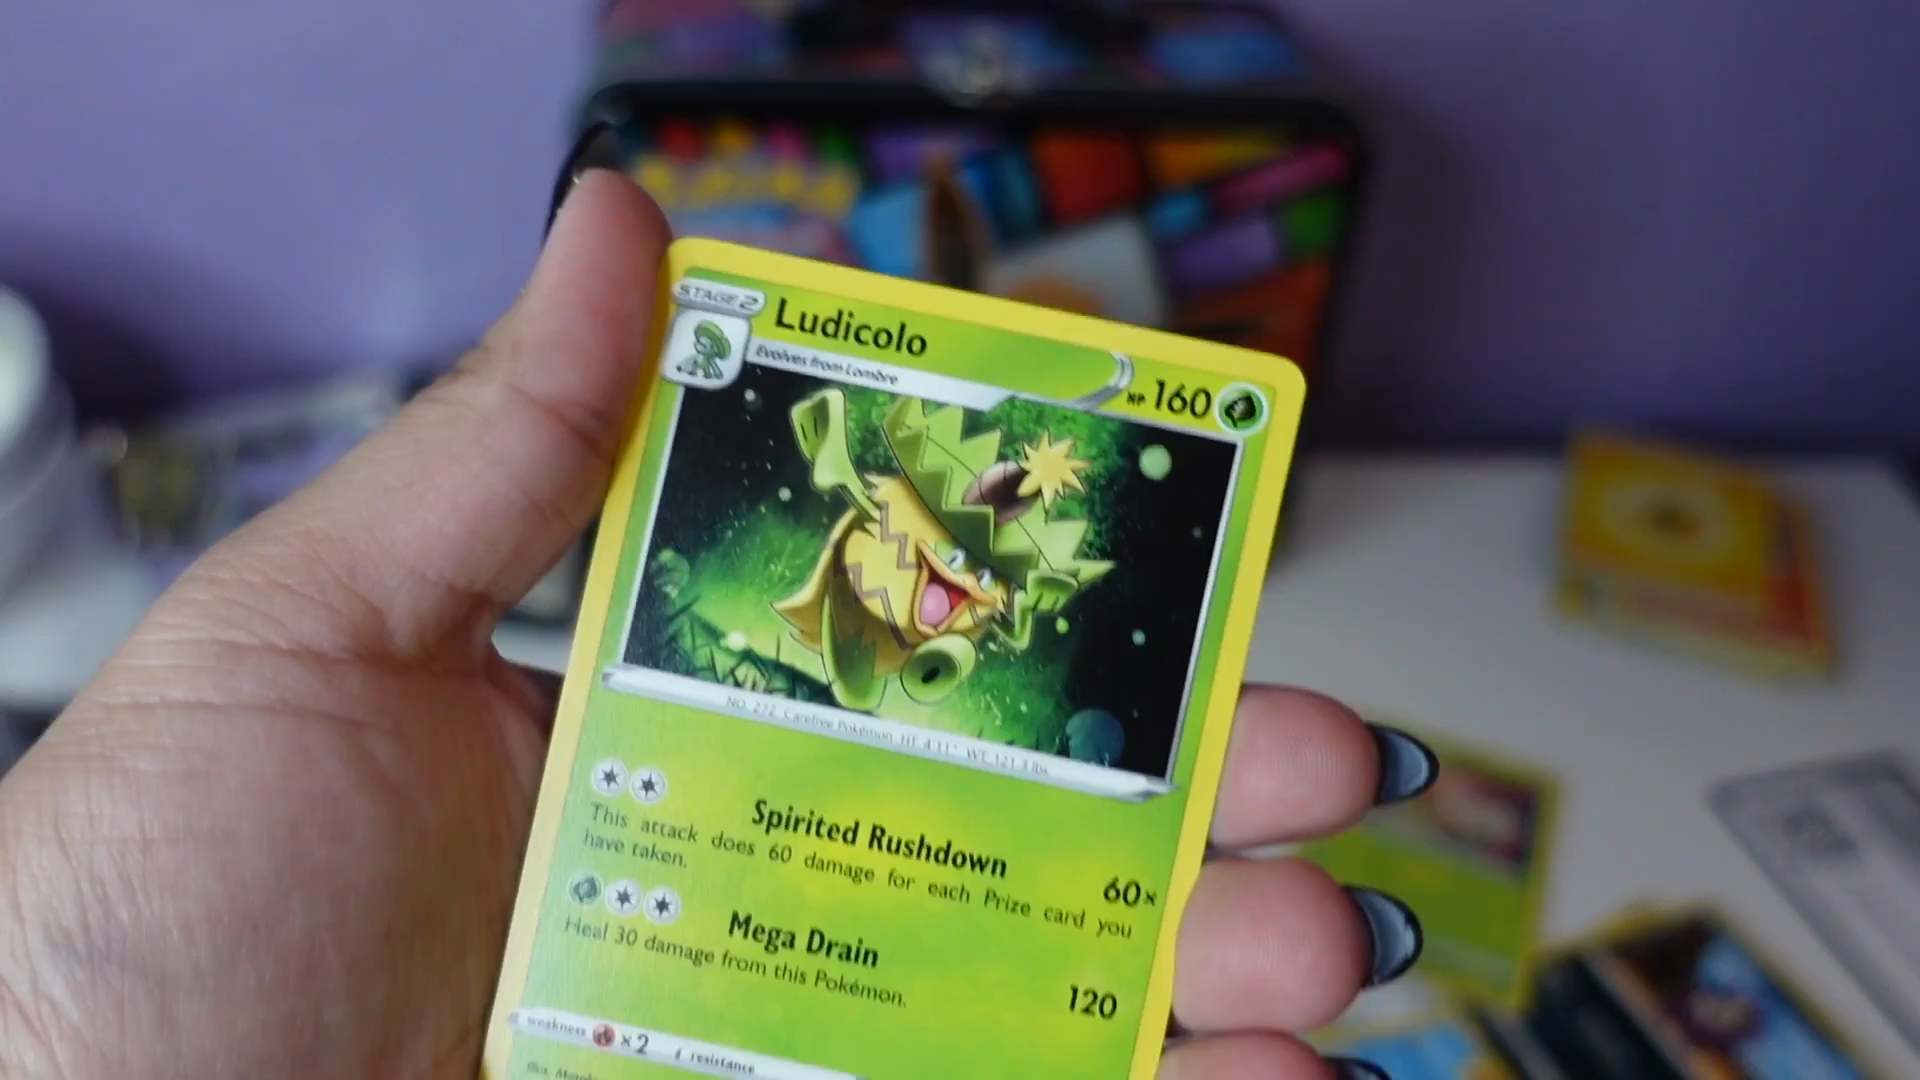 STAGE 2
Ludicolo
Evolves from Lombre
HP 160
NO. 272 Carefree Pokémon HT 4'11" WT 121.3 lbs.
Spirited Rushdown
60×
This attack does 60 damage for each Prize card you
have taken.
Mega Drain
120
Heal 30 damage from this Pokémon.
weakness ×2 resistance
Illus.